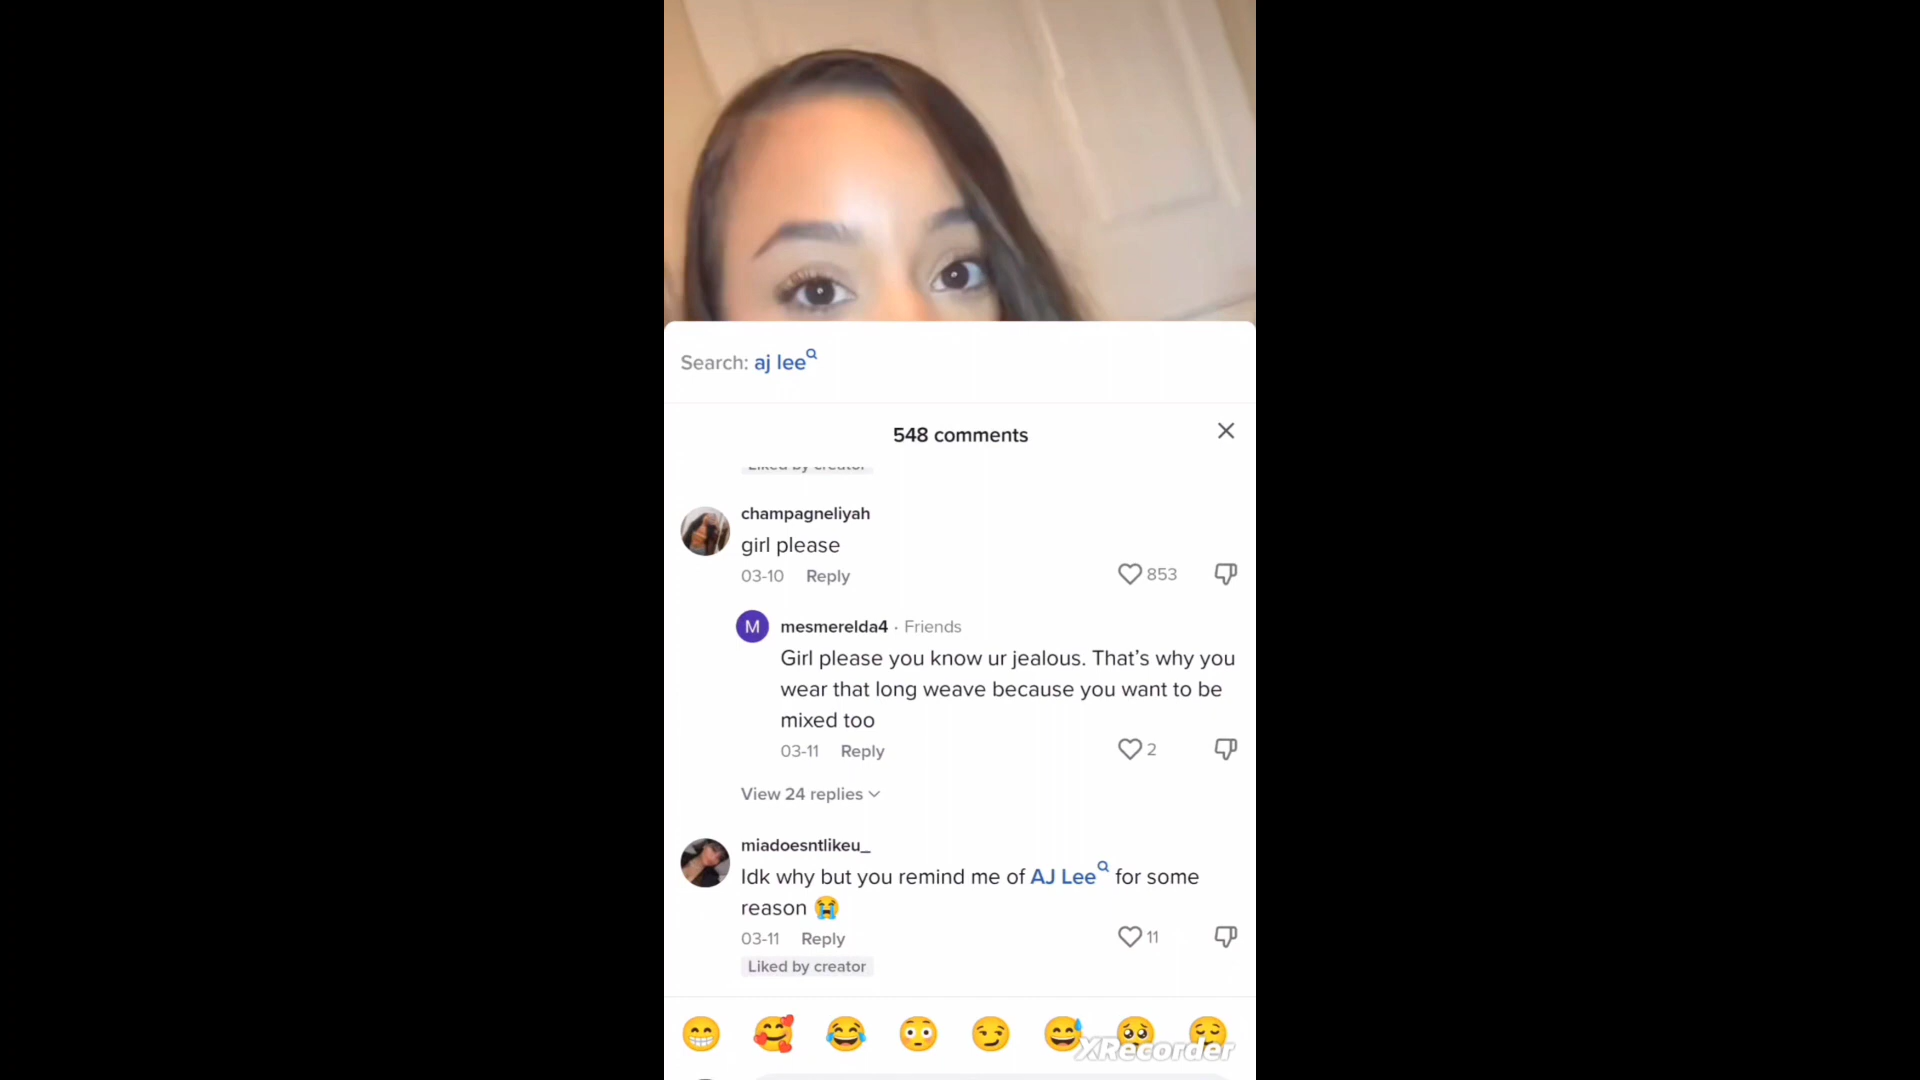 Search: aj lee
548 comments
Liked by creator
champagneliyah
girl please
03-10 Reply 853
M mesmerelda4 · Friends
Girl please you know ur jealous. That’s why you
wear that long weave because you want to be
mixed too
03-11 Reply 2
View 24 replies
miadoesntlikeu_
Idk why but you remind me of AJ Lee for some
reason 😭
03-11 Reply 11
Liked by creator
😁 🥰 😂 😳 😏 😅 🥺 😌
XRecorder